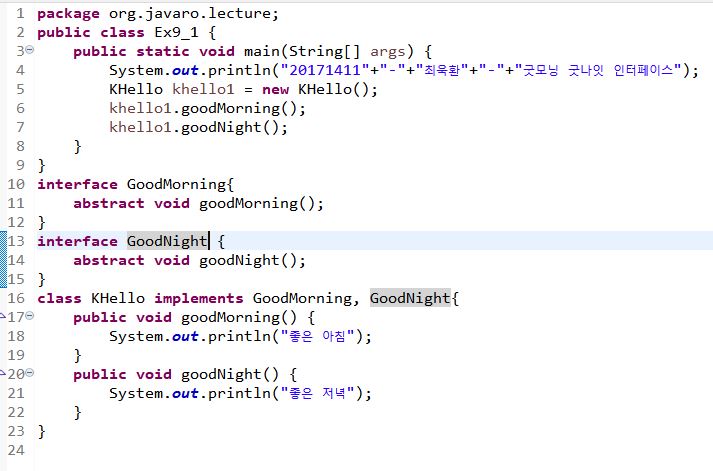 1 package org.javaro.lecture;
2 public class Ex9_1 {
3 public static void main(String[] args) {
4 System.out.println("20171411"+"-"+"최욱환"+"-"+"굿모닝 굿나잇 인터페이스");
5 KHello khello1 = new KHello();
6 khello1.goodMorning();
7 khello1.goodNight();
8 }
9 }
10 interface GoodMorning{
11 abstract void goodMorning();
12 }
13 interface GoodNight {
14 abstract void goodNight();
15 }
16 class KHello implements GoodMorning, GoodNight{
17 public void goodMorning() {
18 System.out.println("좋은 아침");
19 }
20 public void goodNight() {
21 System.out.println("좋은 저녁");
22 }
23 }
24